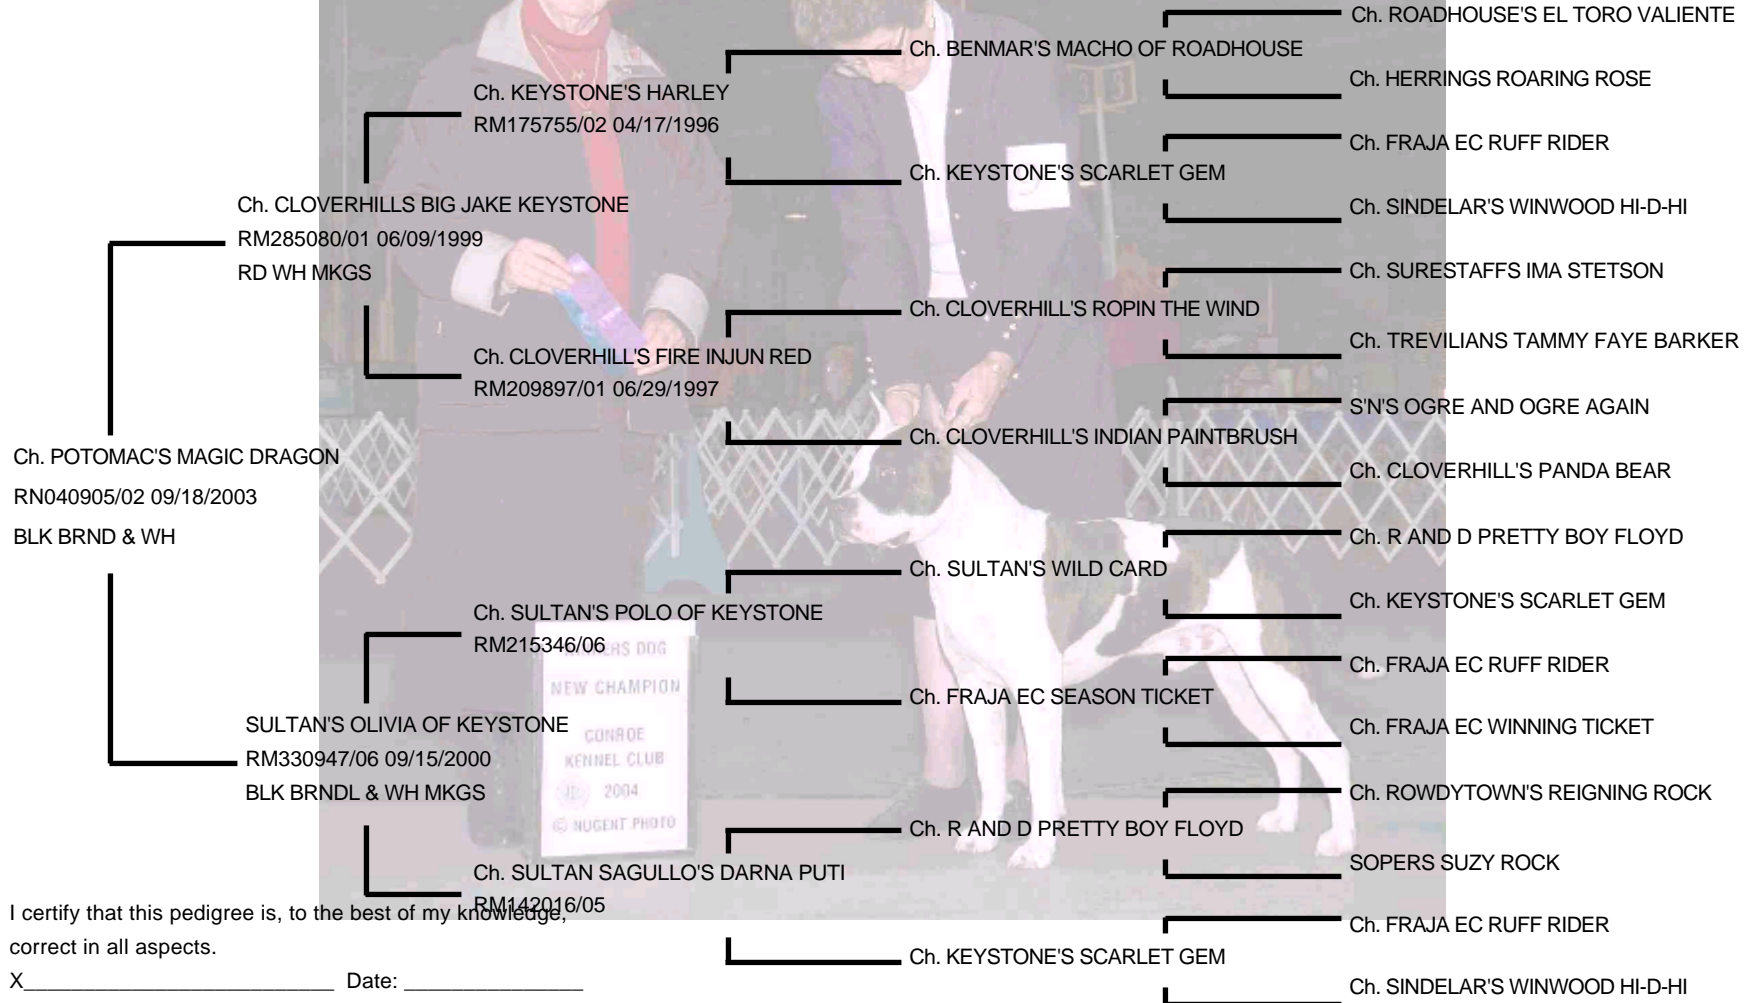 Ch. POTOMAC'S MAGIC DRAGON
RN040905/02 09/18/2003
BLK BRND & WH
Ch. CLOVERHILLS BIG JAKE KEYSTONE
RM285080/01 06/09/1999
RD WH MKGS
SULTAN'S OLIVIA OF KEYSTONE
RM330947/06 09/15/2000
BLK BRNDL & WH MKGS
Ch. KEYSTONE'S HARLEY
RM175755/02 04/17/1996
Ch. CLOVERHILL'S FIRE INJUN RED
RM209897/01 06/29/1997
Ch. SULTAN'S POLO OF KEYSTONE
RM215346/06
Ch. SULTAN SAGULLO'S DARNA PUTI
RM142016/05
Ch. BENMAR'S MACHO OF ROADHOUSE
Ch. KEYSTONE'S SCARLET GEM
Ch. CLOVERHILL'S ROPIN THE WIND
Ch. CLOVERHILL'S INDIAN PAINTBRUSH
Ch. SULTAN'S WILD CARD
Ch. FRAJA EC SEASON TICKET
Ch. R AND D PRETTY BOY FLOYD
Ch. KEYSTONE'S SCARLET GEM
Ch. ROADHOUSE'S EL TORO VALIENTE
Ch. HERRINGS ROARING ROSE
Ch. FRAJA EC RUFF RIDER
Ch. SINDELAR'S WINWOOD HI-D-HI
Ch. SURESTAFFS IMA STETSON
Ch. TREVILIANS TAMMY FAYE BARKER
S'N'S OGRE AND OGRE AGAIN
Ch. CLOVERHILL'S PANDA BEAR
Ch. R AND D PRETTY BOY FLOYD
Ch. KEYSTONE'S SCARLET GEM
Ch. FRAJA EC RUFF RIDER
Ch. FRAJA EC WINNING TICKET
Ch. ROWDYTOWN'S REIGNING ROCK
SOPERS SUZY ROCK
Ch. FRAJA EC RUFF RIDER
Ch. SINDELAR'S WINWOOD HI-D-HI
DOG
NEW CHAMPION
CONROE
KENNEL CLUB
2004
© NUGENT PHOTO
I certify that this pedigree is, to the best of my knowledge,
correct in all aspects.
X__________________________ Date: _______________